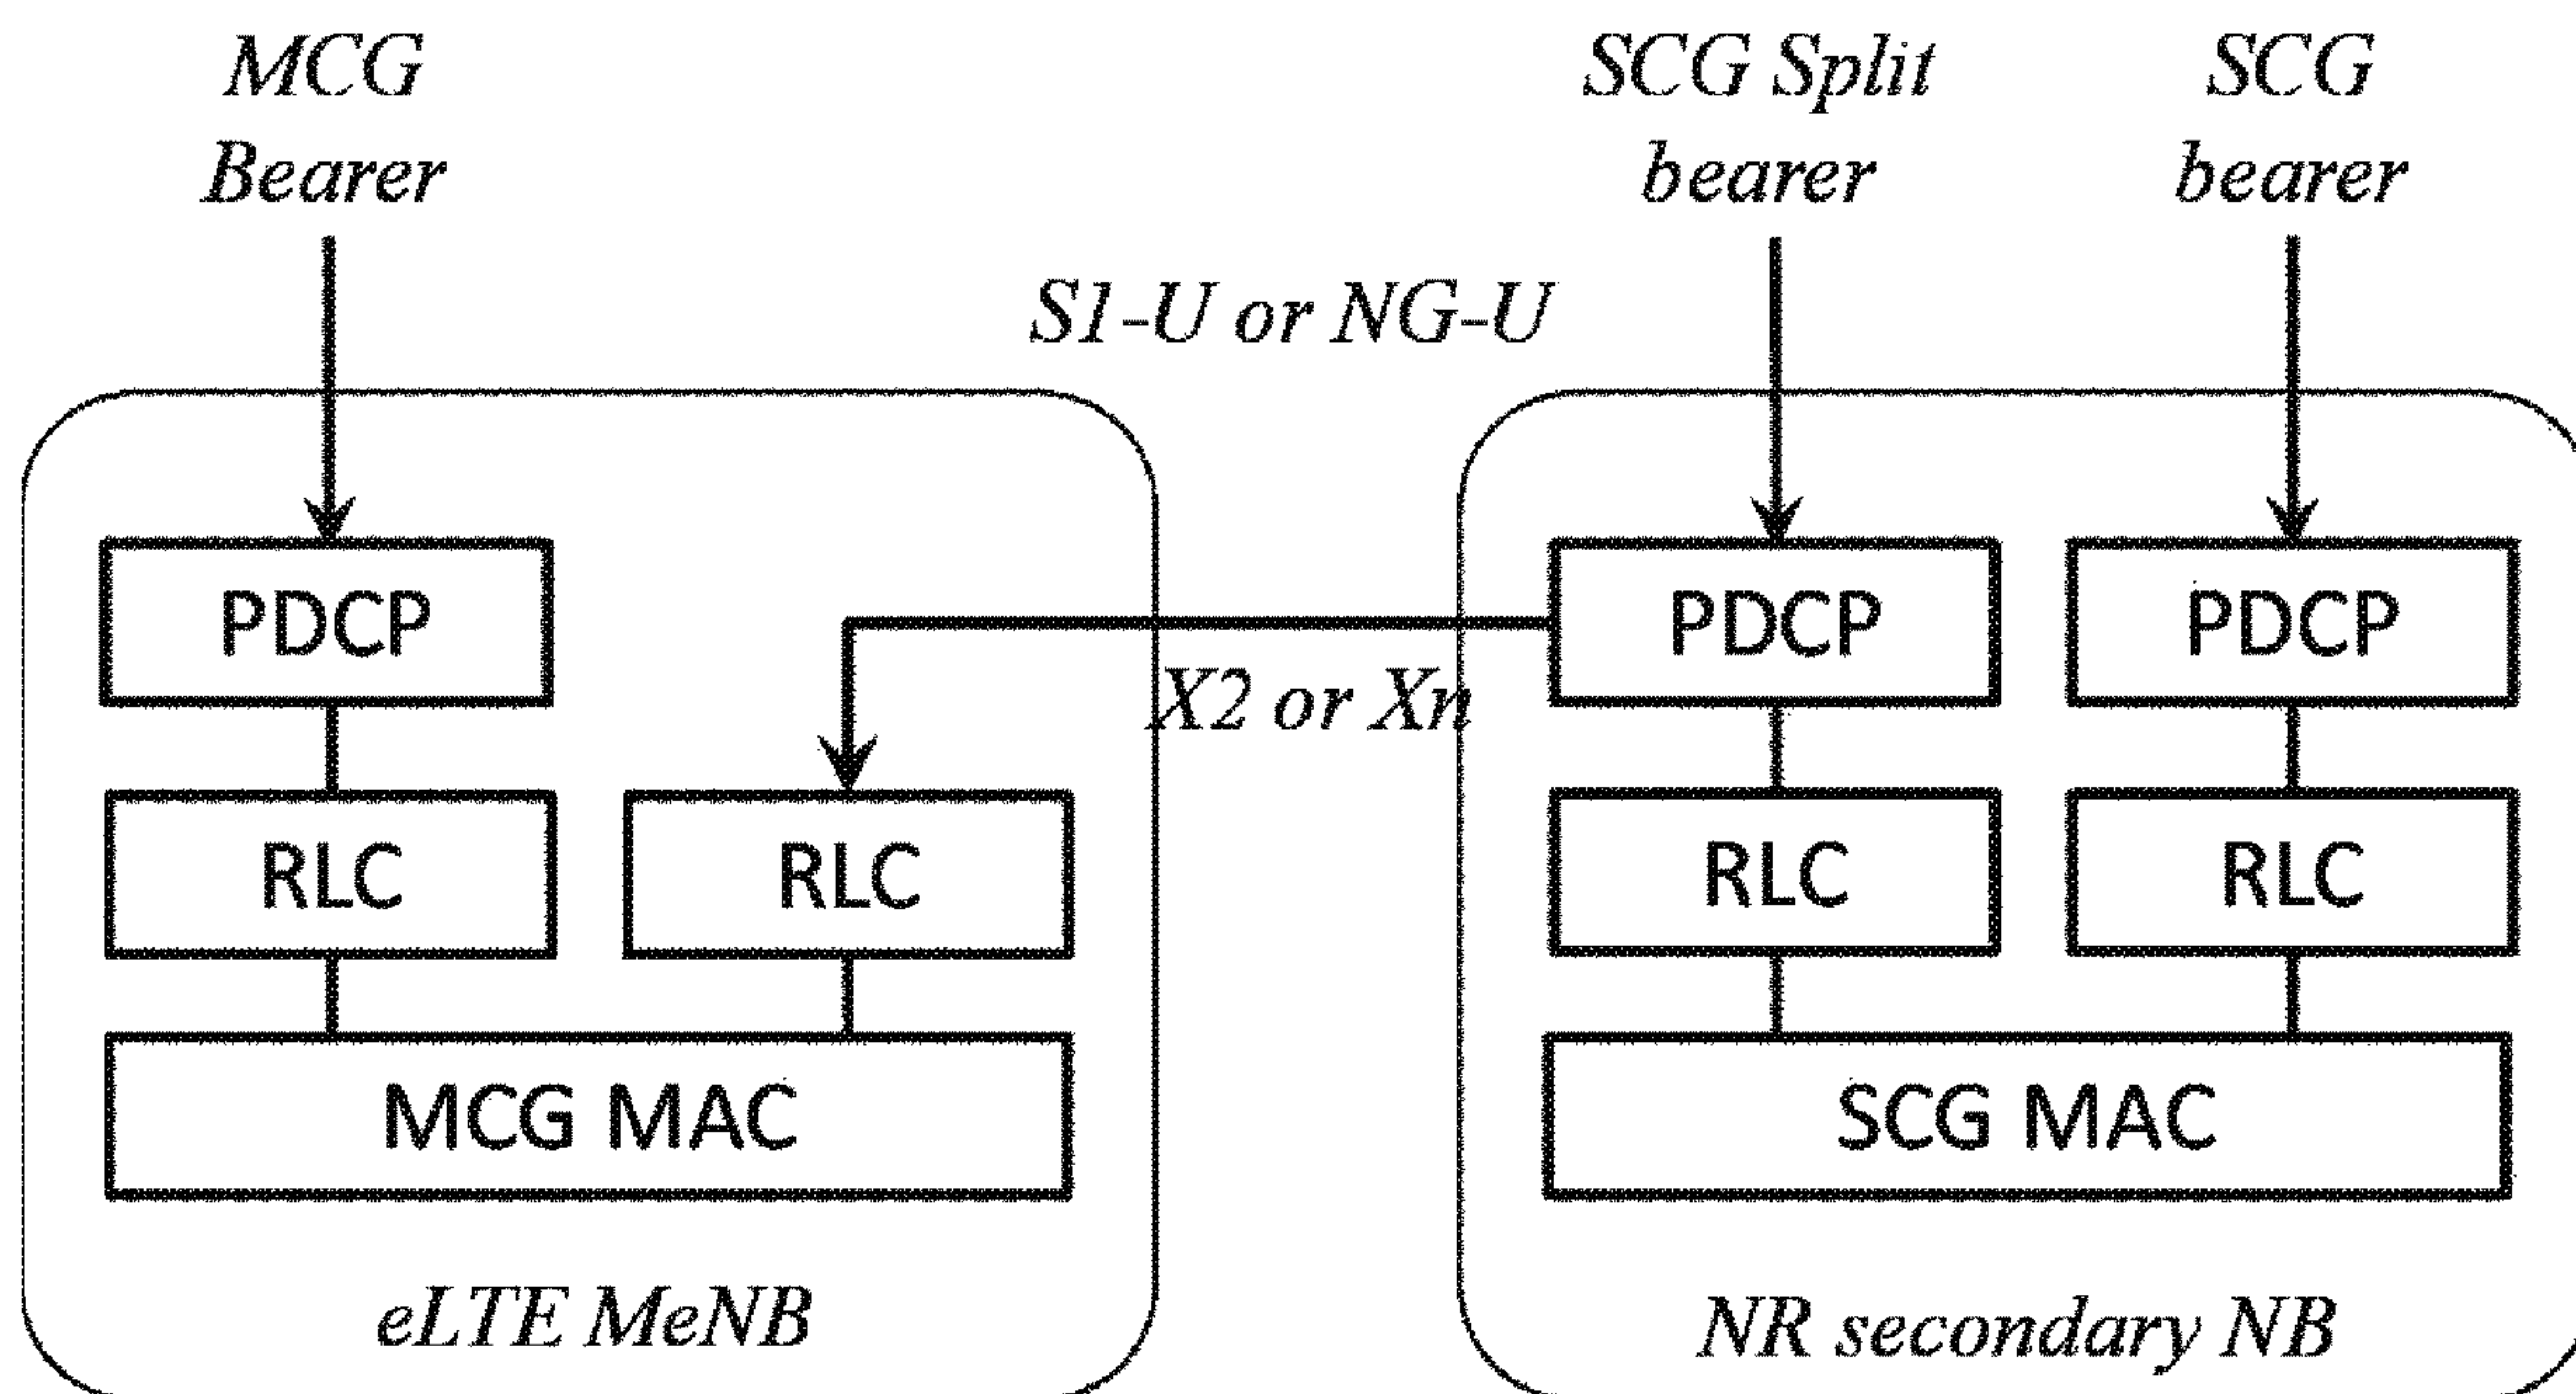 MCG
Bearer
SCG Split
bearer
SCG
bearer
S1-U or NG-U
PDCP
PDCP
PDCP
X2 or Xn
RLC
RLC
RLC
RLC
MCG MAC
SCG MAC
eLTE MeNB
NR secondary NB